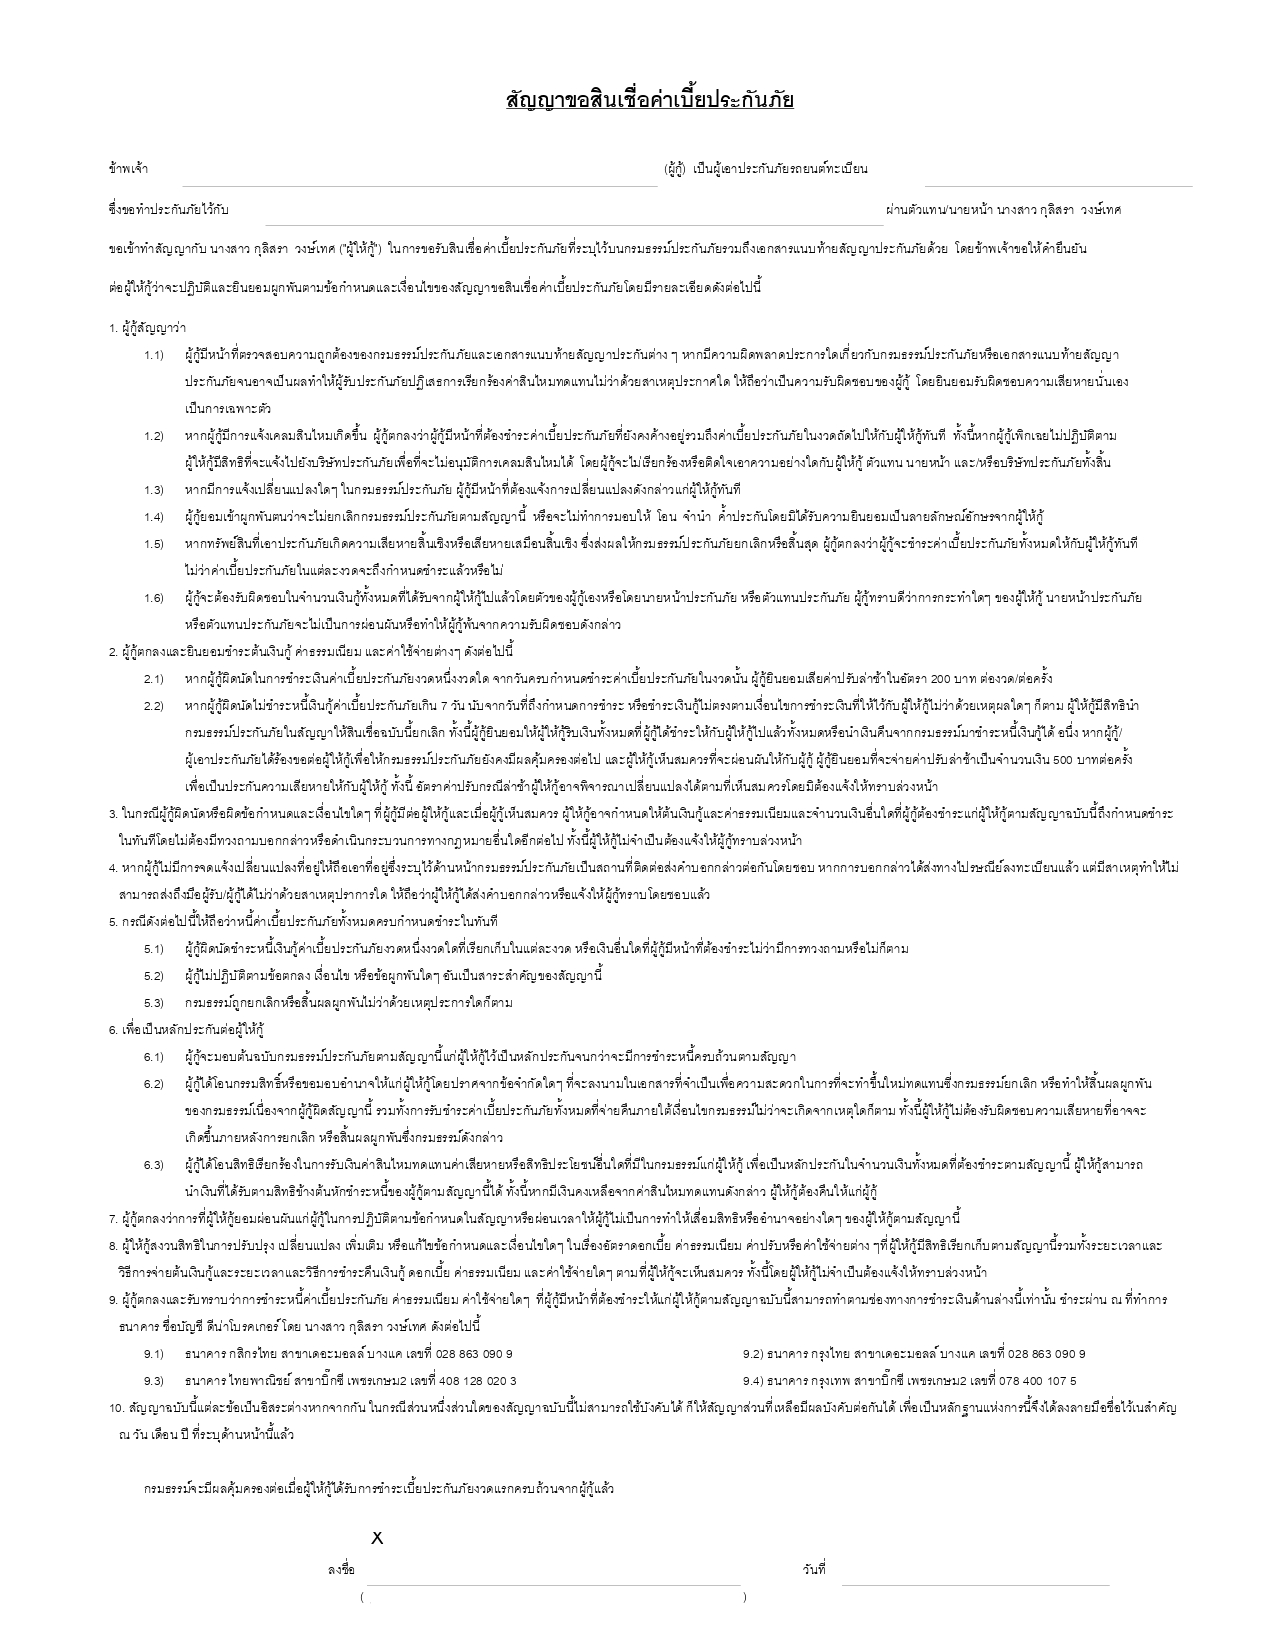 สัญญาขอสินเชื่อค่าเบี้ยประกันภัย
ข้าพเจ้า (ผู้กู้) เป็นผู้เอาประกันภัยรถยนต์ทะเบียน
ซึ่งขอทำประกันภัยไว้กับ ผ่านตัวแทน/นายหน้า นางสาว กุลิสรา วงษ์เทศ
ขอเข้าทำสัญญากับ นางสาว กุลิสรา วงษ์เทศ ("ผู้ให้กู้") ในการขอรับสินเชื่อค่าเบี้ยประกันภัยที่ระบุไว้บนกรมธรรม์ประกันภัยรวมถึงเอกสารแนบท้ายสัญญาประกันภัยด้วย โดยข้าพเจ้าขอให้คำยืนยัน
ต่อผู้ให้กู้ว่าจะปฏิบัติและยินยอมผูกพันตามข้อกำหนดและเงื่อนไขของสัญญาขอสินเชื่อค่าเบี้ยประกันภัยโดยมีรายละเอียดดังต่อไปนี้
1. ผู้กู้สัญญาว่า
1.1) ผู้กู้มีหน้าที่ตรวจสอบความถูกต้องของกรมธรรม์ประกันภัยและเอกสารแนบท้ายสัญญาประกันต่าง ๆ หากมีความผิดพลาดประการใดเกี่ยวกับกรมธรรม์ประกันภัยหรือเอกสารแนบท้ายสัญญา
ประกันภัยจนอาจเป็นผลทำให้ผู้รับประกันภัยปฏิเสธการเรียกร้องค่าสินไหมทดแทนไม่ว่าด้วยสาเหตุประกาศใด ให้ถือว่าเป็นความรับผิดชอบของผู้กู้ โดยยินยอมรับผิดชอบความเสียหายนั่นเอง
เป็นการเฉพาะตัว
1.2) หากผู้กู้มีการแจ้งเคลมสินไหมเกิดขึ้น ผู้กู้ตกลงว่าผู้กู้มีหน้าที่ต้องชำระค่าเบี้ยประกันภัยที่ยังคงค้างอยู่รวมถึงค่าเบี้ยประกันภัยในงวดถัดไปให้กับผู้ให้กู้ทันที ทั้งนี้หากผู้กู้เพิกเฉยไม่ปฏิบัติตาม
ผู้ให้กู้มีสิทธิที่จะแจ้งไปยังบริษัทประกันภัยเพื่อที่จะไม่อนุมัติการเคลมสินไหมได้ โดยผู้กู้จะไม่เรียกร้องหรือติดใจเอาความอย่างใดกับผู้ให้กู้ ตัวแทน นายหน้า และ/หรือบริษัทประกันภัยทั้งสิ้น
1.3) หากมีการแจ้งเปลี่ยนแปลงใดๆ ในกรมธรรม์ประกันภัย ผู้กู้มีหน้าที่ต้องแจ้งการเปลี่ยนแปลงดังกล่าวแก่ผู้ให้กู้ทันที
1.4) ผู้กู้ยอมเข้าผูกพันตนว่าจะไม่ยกเลิกกรมธรรม์ประกันภัยตามสัญญานี้ หรือจะไม่ทำการมอบให้ โอน จำนำ ค้ำประกันโดยมิได้รับความยินยอมเป็นลายลักษณ์อักษรจากผู้ให้กู้
1.5) หากทรัพย์สินที่เอาประกันภัยเกิดความเสียหายสิ้นเชิงหรือเสียหายเสมือนสิ้นเชิง ซึ่งส่งผลให้กรมธรรม์ประกันภัยยกเลิกหรือสิ้นสุด ผู้กู้ตกลงว่าผู้กู้จะชำระค่าเบี้ยประกันภัยทั้งหมดให้กับผู้ให้กู้ทันที
ไม่ว่าค่าเบี้ยประกันภัยในแต่ละงวดจะถึงกำหนดชำระแล้วหรือไม่
1.6) ผู้กู้จะต้องรับผิดชอบในจำนวนเงินกู้ทั้งหมดที่ได้รับจากผู้ให้กู้ไปแล้วโดยตัวของผู้กู้เองหรือโดยนายหน้าประกันภัย หรือตัวแทนประกันภัย ผู้กู้ทราบดีว่าการกระทำใดๆ ของผู้ให้กู้ นายหน้าประกันภัย
หรือตัวแทนประกันภัยจะไม่เป็นการผ่อนผันหรือทำให้ผู้กู้พ้นจากความรับผิดชอบดังกล่าว
2. ผู้กู้ตกลงและยินยอมชำระต้นเงินกู้ ค่าธรรมเนียม และค่าใช้จ่ายต่างๆ ดังต่อไปนี้
2.1) หากผู้กู้ผิดนัดในการชำระเงินค่าเบี้ยประกันภัยงวดหนึ่งงวดใด จากวันครบกำหนดชำระค่าเบี้ยประกันภัยในงวดนั้น ผู้กู้ยินยอมเสียค่าปรับล่าช้าในอัตรา 200 บาท ต่องวด/ต่อครั้ง
2.2) หากผู้กู้ผิดนัดไม่ชำระหนี้เงินกู้ค่าเบี้ยประกันภัยเกิน 7 วัน นับจากวันที่ถึงกำหนดการชำระ หรือชำระเงินกู้ไม่ตรงตามเงื่อนไขการชำระเงินที่ให้ไว้กับผู้ให้กู้ไม่ว่าด้วยเหตุผลใดๆ ก็ตาม ผู้ให้กู้มีสิทธินำ
กรมธรรม์ประกันภัยในสัญญาให้สินเชื่อฉบับนี้ยกเลิก ทั้งนี้ผู้กู้ยินยอมให้ผู้ให้กู้ริบเงินทั้งหมดที่ผู้กู้ได้ชำระให้กับผู้ให้กู้ไปแล้วทั้งหมดหรือนำเงินคืนจากกรมธรรม์มาชำระหนี้เงินกู้ได้ อนึ่ง หากผู้กู้/
ผู้เอาประกันภัยได้ร้องขอต่อผู้ให้กู้เพื่อให้กรมธรรม์ประกันภัยยังคงมีผลคุ้มครองต่อไป และผู้ให้กู้เห็นสมควรที่จะผ่อนผันให้กับผู้กู้ ผู้กู้ยินยอมที่จะจ่ายค่าปรับล่าช้าเป็นจำนวนเงิน 500 บาทต่อครั้ง
เพื่อเป็นประกันความเสียหายให้กับผู้ให้กู้ ทั้งนี้ อัตราค่าปรับกรณีล่าช้าผู้ให้กู้อาจพิจารณาเปลี่ยนแปลงได้ตามที่เห็นสมควรโดยมิต้องแจ้งให้ทราบล่วงหน้า
3. ในกรณีผู้กู้ผิดนัดหรือผิดข้อกำหนดและเงื่อนไขใดๆ ที่ผู้กู้มีต่อผู้ให้กู้และเมื่อผู้กู้เห็นสมควร ผู้ให้กู้อาจกำหนดให้ต้นเงินกู้และค่าธรรมเนียมและจำนวนเงินอื่นใดที่ผู้กู้ต้องชำระแก่ผู้ให้กู้ตามสัญญาฉบับนี้ถึงกำหนดชำระ
ในทันทีโดยไม่ต้องมีทวงถามบอกกล่าวหรือดำเนินกระบวนการทางกฎหมายอื่นใดอีกต่อไป ทั้งนี้ผู้ให้กู้ไม่จำเป็นต้องแจ้งให้ผู้กู้ทราบล่วงหน้า
4. หากผู้กู้ไม่มีการจดแจ้งเปลี่ยนแปลงที่อยู่ให้ถือเอาที่อยู่ซึ่งระบุไว้ด้านหน้ากรมธรรม์ประกันภัยเป็นสถานที่ติดต่อส่งคำบอกกล่าวต่อกันโดยชอบ หากการบอกกล่าวได้ส่งทางไปรษณีย์ลงทะเบียนแล้ว แต่มีสาเหตุทำให้ไม่
สามารถส่งถึงมือผู้รับ/ผู้กู้ได้ไม่ว่าด้วยสาเหตุปราการใด ให้ถือว่าผู้ให้กู้ได้ส่งคำบอกกล่าวหรือแจ้งให้ผู้กู้ทราบโดยชอบแล้ว
5. กรณีดังต่อไปนี้ให้ถือว่าหนี้ค่าเบี้ยประกันภัยทั้งหมดครบกำหนดชำระในทันที
5.1) ผู้กู้ผิดนัดชำระหนี้เงินกู้ค่าเบี้ยประกันภัยงวดหนึ่งงวดใดที่เรียกเก็บในแต่ละงวด หรือเงินอื่นใดที่ผู้กู้มีหน้าที่ต้องชำระไม่ว่ามีการทวงถามหรือไม่ก็ตาม
5.2) ผู้กู้ไม่ปฏิบัติตามข้อตกลง เงื่อนไข หรือข้อผูกพันใดๆ อันเป็นสาระสำคัญของสัญญานี้
5.3) กรมธรรม์ถูกยกเลิกหรือสิ้นผลผูกพันไม่ว่าด้วยเหตุประการใดก็ตาม
6. เพื่อเป็นหลักประกันต่อผู้ให้กู้
6.1) ผู้กู้จะมอบต้นฉบับกรมธรรม์ประกันภัยตามสัญญานี้แก่ผู้ให้กู้ไว้เป็นหลักประกันจนกว่าจะมีการชำระหนี้ครบถ้วนตามสัญญา
6.2) ผู้กู้ได้โอนกรรมสิทธิ์หรือขอมอบอำนาจให้แก่ผู้ให้กู้โดยปราศจากข้อจำกัดใดๆ ที่จะลงนามในเอกสารที่จำเป็นเพื่อความสะดวกในการที่จะทำขึ้นใหม่ทดแทนซึ่งกรมธรรม์ยกเลิก หรือทำให้สิ้นผลผูกพัน
ของกรมธรรม์เนื่องจากผู้กู้ผิดสัญญานี้ รวมทั้งการรับชำระค่าเบี้ยประกันภัยทั้งหมดที่จ่ายคืนภายใต้เงื่อนไขกรมธรรม์ไม่ว่าจะเกิดจากเหตุใดก็ตาม ทั้งนี้ผู้ให้กู้ไม่ต้องรับผิดชอบความเสียหายที่อาจจะ
เกิดขึ้นภายหลังการยกเลิก หรือสิ้นผลผูกพันซึ่งกรมธรรม์ดังกล่าว
6.3) ผู้กู้ได้โอนสิทธิเรียกร้องในการรับเงินค่าสินไหมทดแทนค่าเสียหายหรือสิทธิประโยชน์อื่นใดที่มีในกรมธรรม์แก่ผู้ให้กู้ เพื่อเป็นหลักประกันในจำนวนเงินทั้งหมดที่ต้องชำระตามสัญญานี้ ผู้ให้กู้สามารถ
นำเงินที่ได้รับตามสิทธิข้างต้นหักชำระหนี้ของผู้กู้ตามสัญญานี้ได้ ทั้งนี้หากมีเงินคงเหลือจากค่าสินไหมทดแทนดังกล่าว ผู้ให้กู้ต้องคืนให้แก่ผู้กู้
7. ผู้กู้ตกลงว่าการที่ผู้ให้กู้ยอมผ่อนผันแก่ผู้กู้ในการปฏิบัติตามข้อกำหนดในสัญญาหรือผ่อนเวลาให้ผู้กู้ไม่เป็นการทำให้เสื่อมสิทธิหรืออำนาจอย่างใดๆ ของผู้ให้กู้ตามสัญญานี้
8. ผู้ให้กู้สงวนสิทธิในการปรับปรุง เปลี่ยนแปลง เพิ่มเติม หรือแก้ไขข้อกำหนดและเงื่อนไขใดๆ ในเรื่องอัตราดอกเบี้ย ค่าธรรมเนียม ค่าปรับหรือค่าใช้จ่ายต่าง ๆที่ผู้ให้กู้มีสิทธิเรียกเก็บตามสัญญานี้รวมทั้งระยะเวลาและ
วิธีการจ่ายต้นเงินกู้และระยะเวลาและวิธีการชำระคืนเงินกู้ ดอกเบี้ย ค่าธรรมเนียม และค่าใช้จ่ายใดๆ ตามที่ผู้ให้กู้จะเห็นสมควร ทั้งนี้โดยผู้ให้กู้ไม่จำเป็นต้องแจ้งให้ทราบล่วงหน้า
9. ผู้กู้ตกลงและรับทราบว่าการชำระหนี้ค่าเบี้ยประกันภัย ค่าธรรมเนียม ค่าใช้จ่ายใดๆ ที่ผู้กู้มีหน้าที่ต้องชำระให้แก่ผู้ให้กู้ตามสัญญาฉบับนี้สามารถทำตามช่องทางการชำระเงินด้านล่างนี้เท่านั้น ชำระผ่าน ณ ที่ทำการ
ธนาคาร ชื่อบัญชี ดีน่าโบรคเกอร์ โดย นางสาว กุลิสรา วงษ์เทศ ดังต่อไปนี้
9.1) ธนาคาร กสิกรไทย สาขาเดอะมอลล์ บางแค เลขที่ 028 863 090 9 9.2) ธนาคาร กรุงไทย สาขาเดอะมอลล์ บางแค เลขที่ 028 863 090 9
9.3) ธนาคาร ไทยพาณิชย์ สาขาบิ๊กซี เพชรเกษม2 เลขที่ 408 128 020 3 9.4) ธนาคาร กรุงเทพ สาขาบิ๊กซี เพชรเกษม2 เลขที่ 078 400 107 5
10. สัญญาฉบับนี้แต่ละข้อเป็นอิสระต่างหากจากกัน ในกรณีส่วนหนึ่งส่วนใดของสัญญาฉบับนี้ไม่สามารถใช้บังคับได้ ก็ให้สัญญาส่วนที่เหลือมีผลบังคับต่อกันได้ เพื่อเป็นหลักฐานแห่งการนี้จึงได้ลงลายมือชื่อไว้เนสำคัญ
ณ วัน เดือน ปี ที่ระบุด้านหน้านี้แล้ว
กรมธรรม์จะมีผลคุ้มครองต่อเมื่อผู้ให้กู้ได้รับการชำระเบี้ยประกันภัยงวดแรกครบถ้วนจากผู้กู้แล้ว
X
ลงชื่อ วันที่
( )